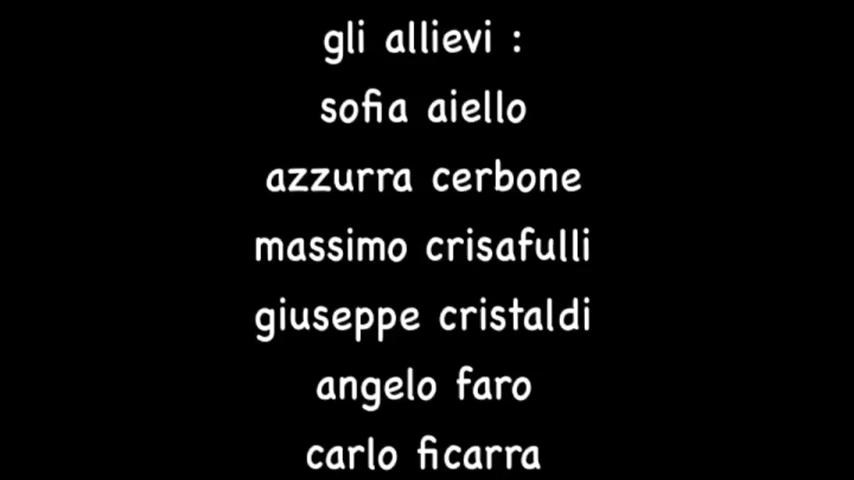 gli allievi :
sofia aiello
azzurra cerbone
massimo crisafulli
giuseppe cristaldi
angelo faro
carlo ficarra